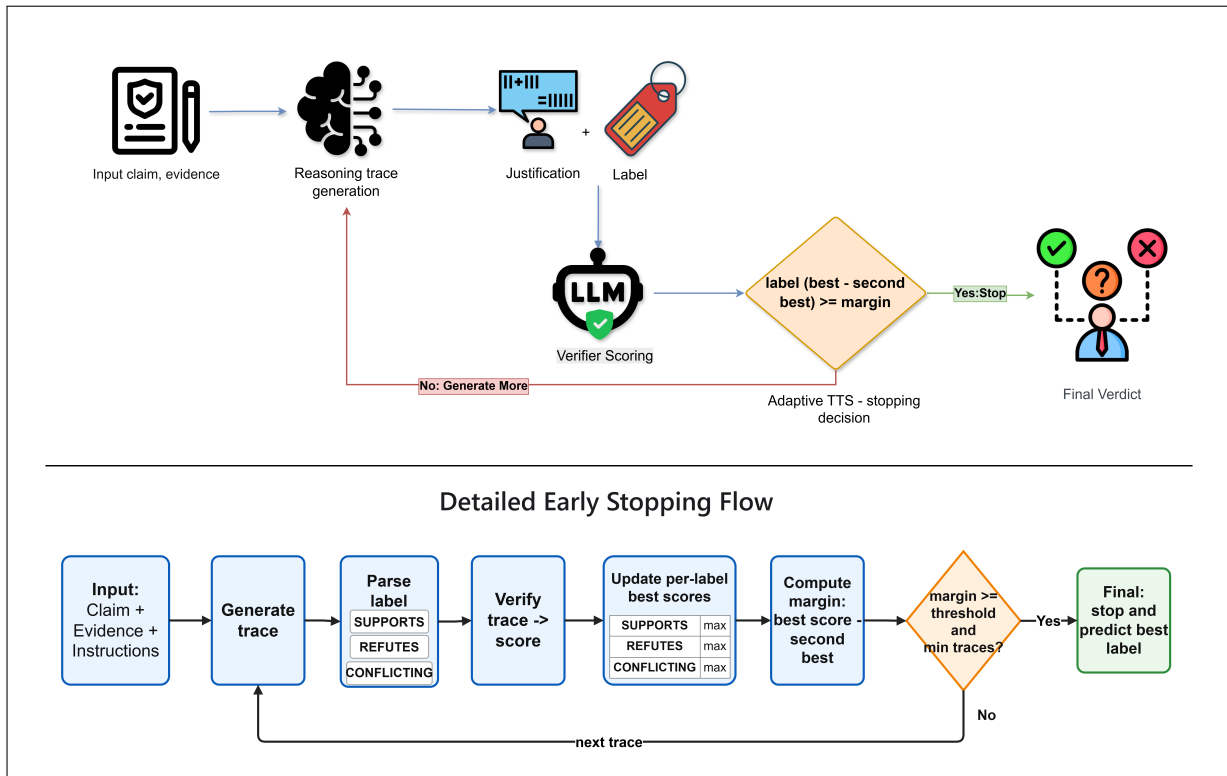 Input claim, evidence
Reasoning trace
generation
+
Justification
Label
LLM
Verifier Scoring
label (best - second
best) >= margin
Yes:Stop
No: Generate More
Adaptive TTS - stopping
decision
?
Final Verdict
Detailed Early Stopping Flow
Input:
Claim +
Evidence +
Instructions
Generate
trace
Parse
label
SUPPORTS
REFUTES
CONFLICTING
Verify
trace -> score
Update per-label
best scores
SUPPORTS max
REFUTES max
CONFLICTING max
Compute
margin:
best score -
second
best
margin >=
threshold
and
min traces?
Yes
Final:
stop and
predict best
label
No
next trace